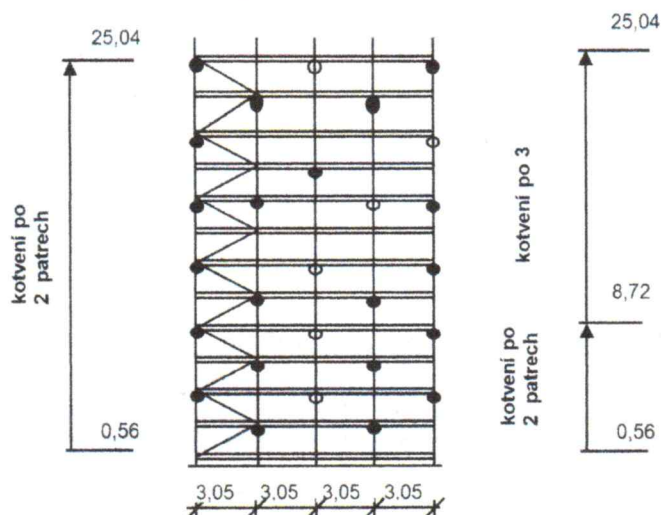 25,04
25,04
kotvení po
2 patrech
kotvení po 3
8,72
kotvení po
2 patrech
0,56
0,56
3,05 3.05 3,05 3.05